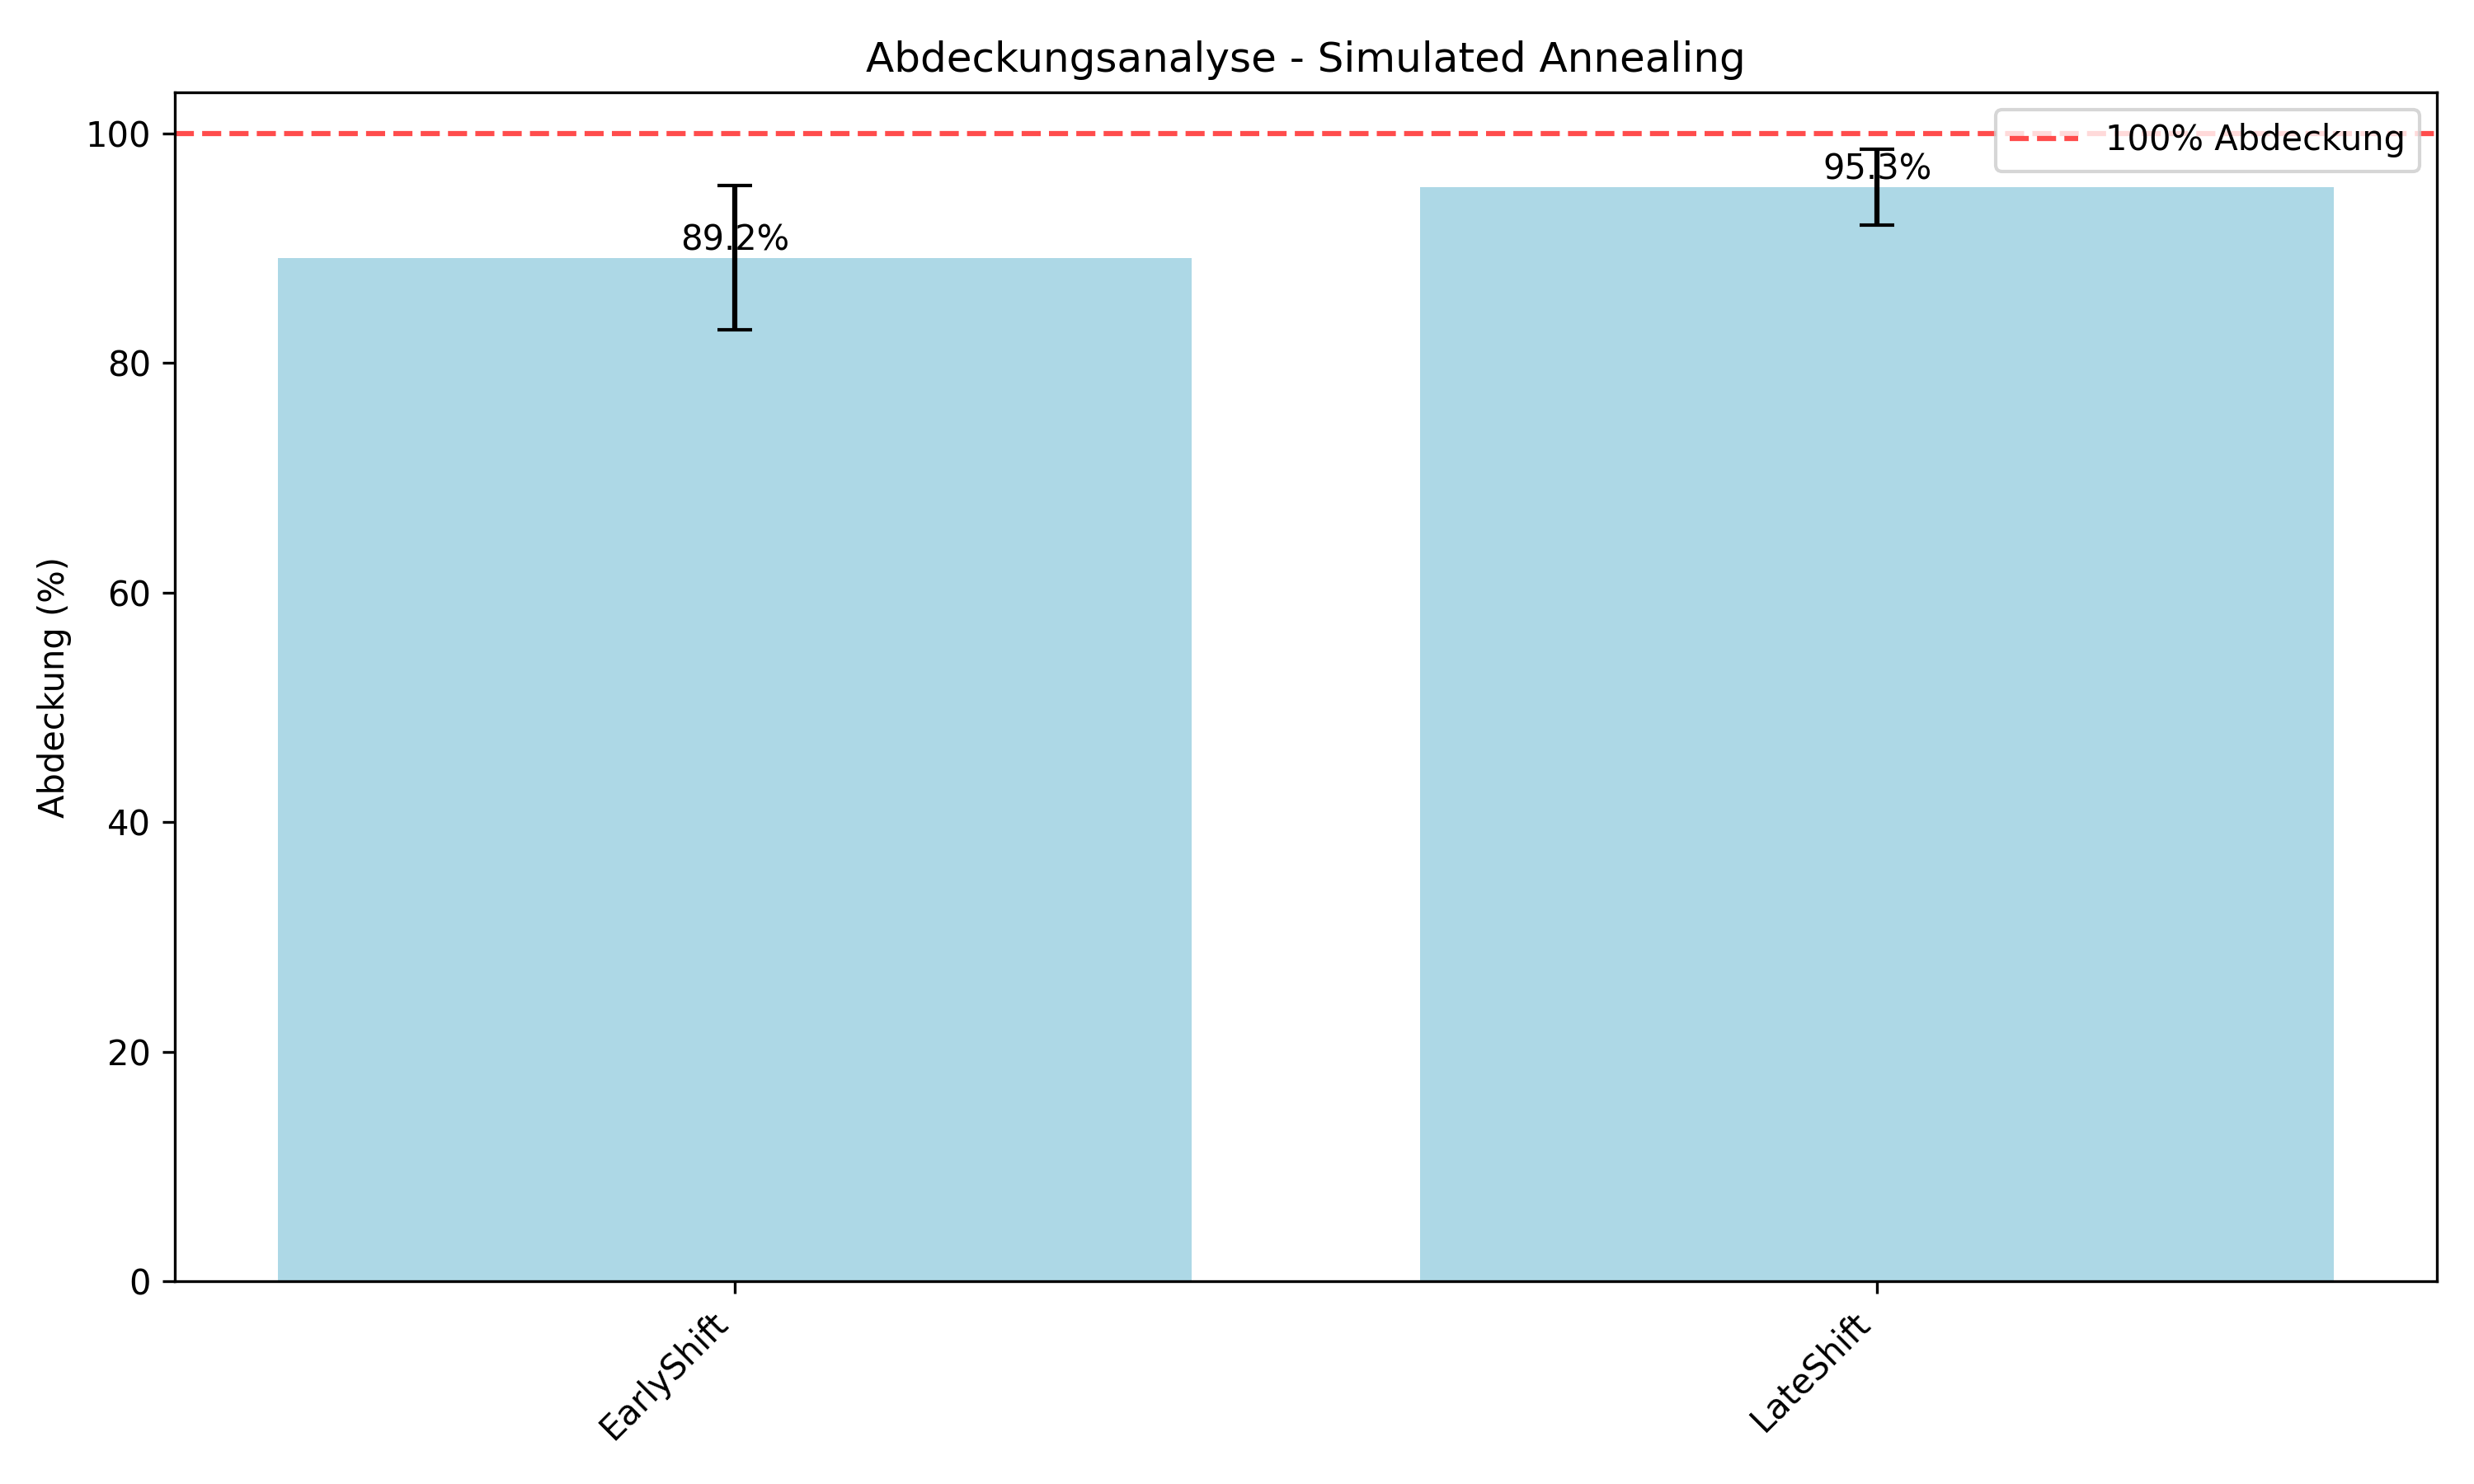 Abdeckungsanalyse - Simulated Annealing
100% Abdeckung
Abdeckung (%)
100
80
60
40
20
0
89.2%
95.3%
EarlyShift
LateShift